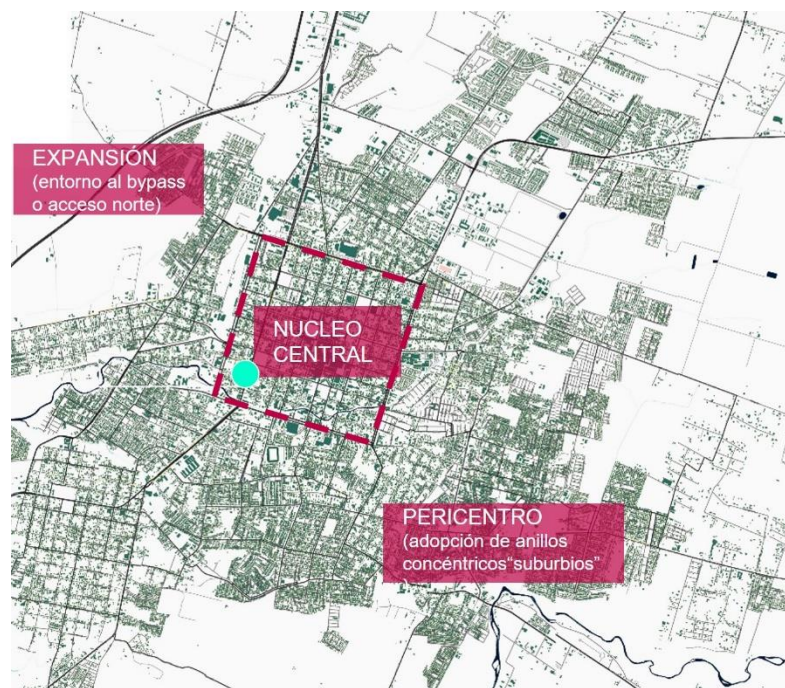 EXPANSIÓN
(entorno al bypass
o acceso norte)
NUCLEO
CENTRAL
PERICENTRO
(adopción de anillos
concéntricos“suburbios”